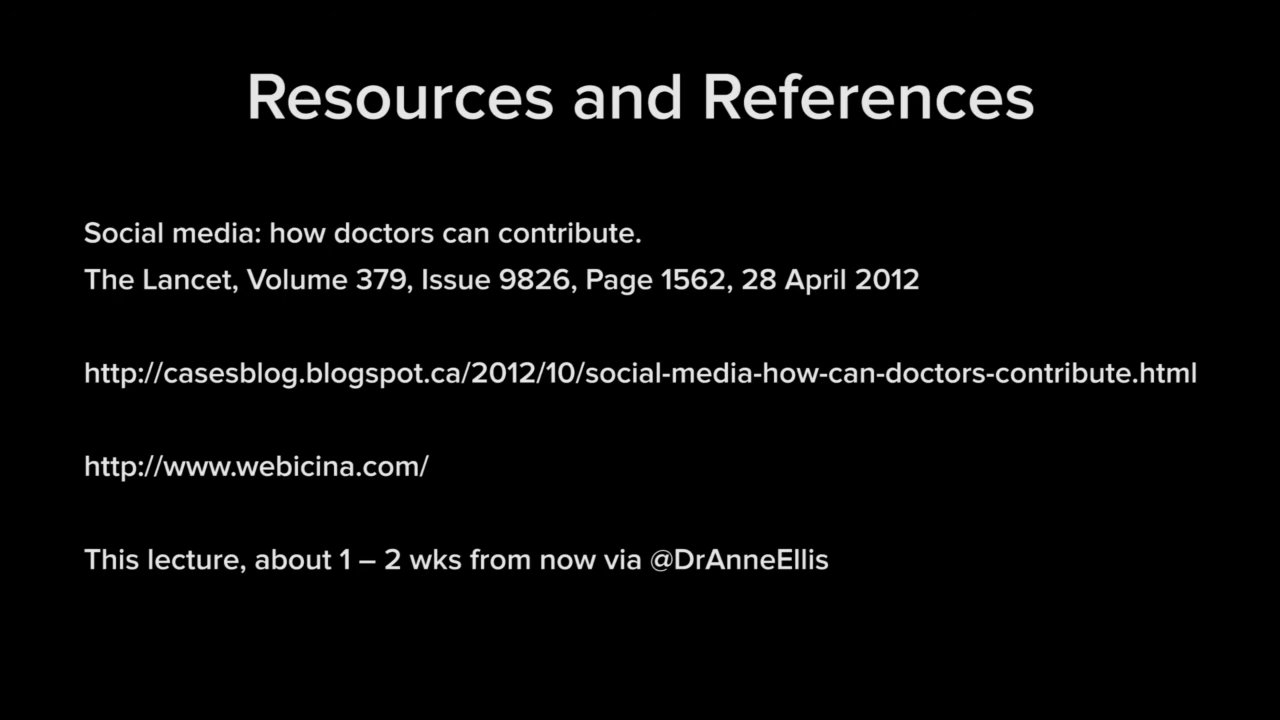 Resources and References
Social media: how doctors can contribute.
The Lancet, Volume 379, Issue 9826, Page 1562, 28 April 2012
http://casesblog.blogspot.ca/2012/10/social-media-how-can-doctors-contribute.html
http://www.webicina.com/
This lecture, about 1 – 2 wks from now via @DrAnneEllis